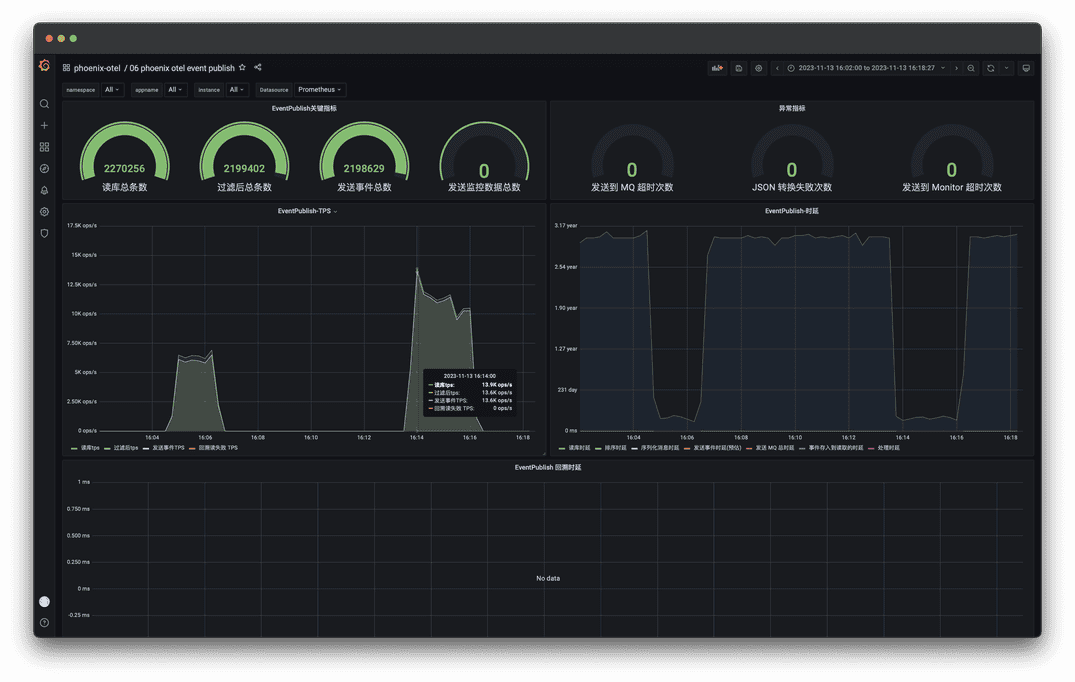 phoenix-otel / 06 phoenix otel event publish
2023-11-13 16:02:00 to 2023-11-13 16:18:27
namespace All appname All instance All Datasource Prometheus
EventPublish关键指标
2270256
读库总条数
2199402
过滤后总条数
2198629
发送事件总数
0
发送监控数据总数
异常指标
0
发送到 MQ 超时次数
0
JSON 转换失败次数
0
发送到 Monitor 超时次数
EventPublish-TPS
17.5K ops/s
15K ops/s
12.5K ops/s
10K ops/s
7.50K ops/s
5K ops/s
2.50K ops/s
0 ops/s
16:04 16:06 16:08 16:10 16:12 16:14 16:16 16:18
2023-11-13 16:14:00
读库tps: 13.9K ops/s
过滤后tps: 13.6K ops/s
发送事件TPS: 13.6K ops/s
回溯读失败 TPS: 0 ops/s
读库tps 过滤后tps 发送事件TPS 回溯读失败 TPS
EventPublish-时延
3.17 year
2.54 year
1.90 year
1.27 year
231 day
0 ms
16:04 16:06 16:08 16:10 16:12 16:14 16:16 16:18
读库时延 排序时延 序列化消息时延 发送事件时延(预估) 发送 MQ 总时延 事件存入到读取的时延 处理时延
EventPublish 回溯时延
1 ms
0.750 ms
0.500 ms
0.250 ms
0 ms
-0.25 ms
No data